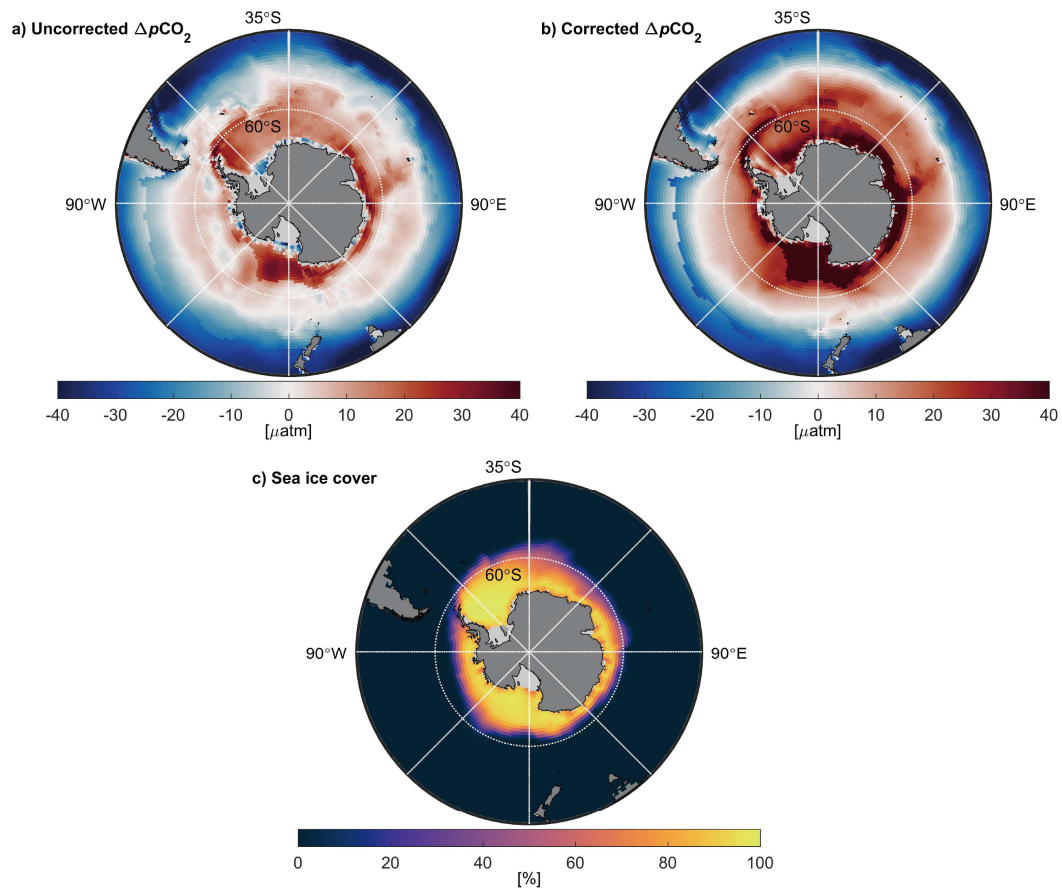 a) Uncorrected ΔpCO₂
35°S
60°S
90°W
90°E
-40 -30 -20 -10 0 10 20 30 40
[μatm]
b) Corrected ΔpCO₂
35°S
60°S
90°W
90°E
-40 -30 -20 -10 0 10 20 30 40
[μatm]
c) Sea ice cover
35°S
60°S
90°W
90°E
0 20 40 60 80 100
[%]